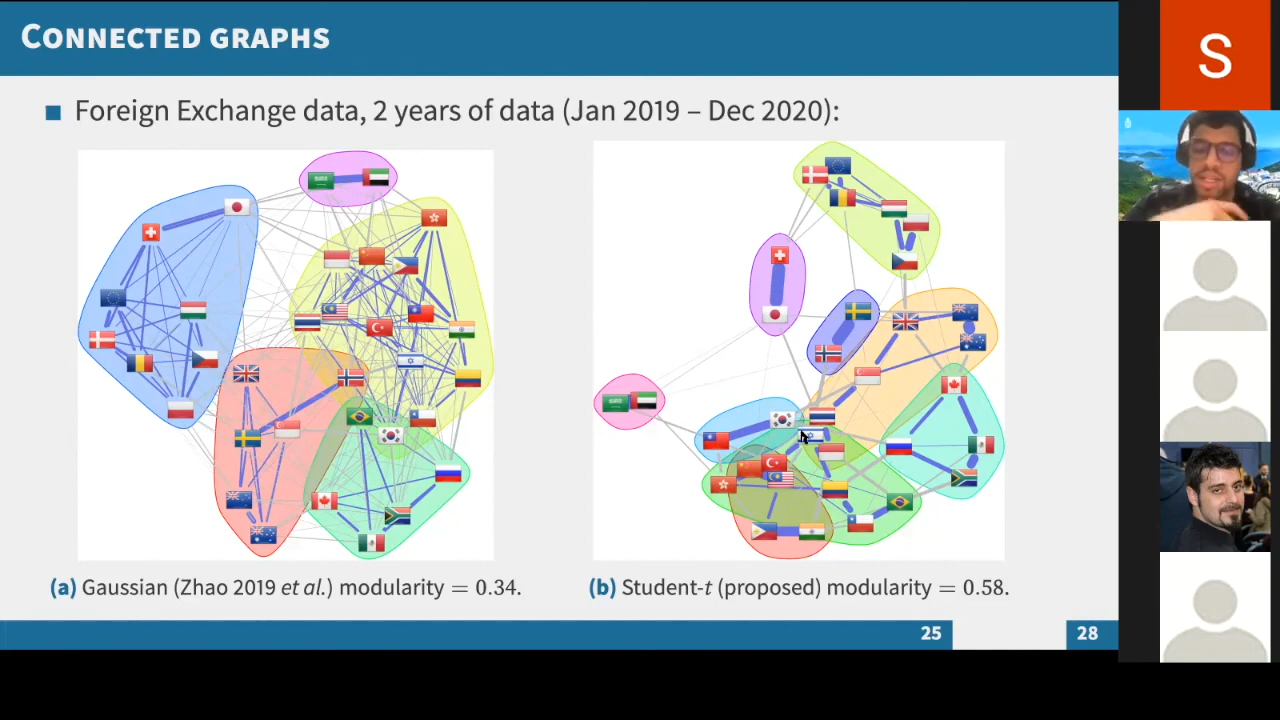 CONNECTED GRAPHS
S
Foreign Exchange data, 2 years of data (Jan 2019 – Dec 2020):
(a) Gaussian (Zhao 2019 et al.) modularity = 0.34.
(b) Student-t (proposed) modularity = 0.58.
25
28